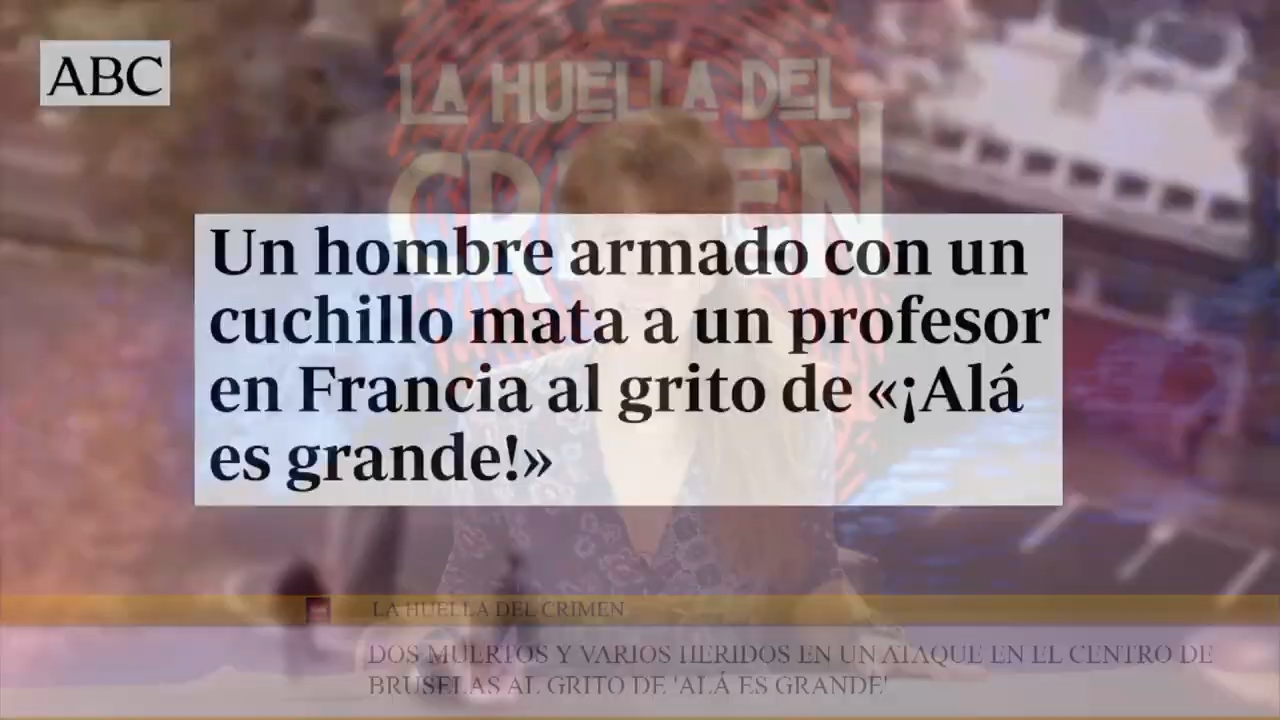 ABC
LA HUELLA DEL
CRIMEN
Un hombre armado con un
cuchillo mata a un profesor
en Francia al grito de «¡Alá
es grande!»
LA HUELLA DEL CRIMEN
DOS MUERTOS Y VARIOS HERIDOS EN UN ATAQUE EN EL CENTRO DE
BRUSELAS AL GRITO DE 'ALÁ ES GRANDE'